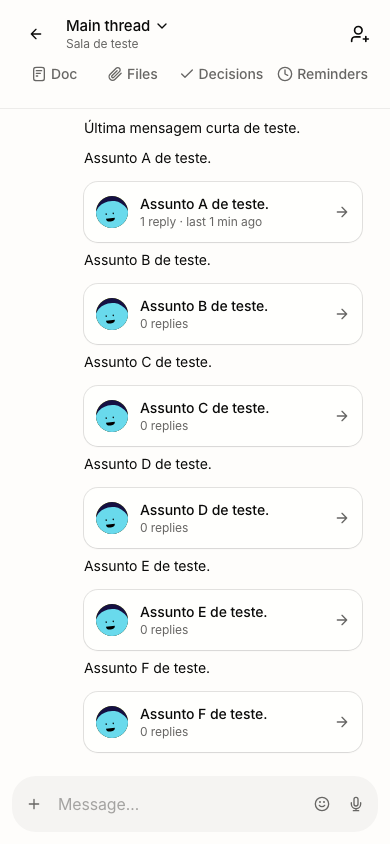 Main thread
Sala de teste
Doc
Files
Decisions
Reminders
Última mensagem curta de teste.
Assunto A de teste.
Assunto A de teste.
1 reply · last 1 min ago
Assunto B de teste.
Assunto B de teste.
0 replies
Assunto C de teste.
Assunto C de teste.
0 replies
Assunto D de teste.
Assunto D de teste.
0 replies
Assunto E de teste.
Assunto E de teste.
0 replies
Assunto F de teste.
Assunto F de teste.
0 replies
Message...